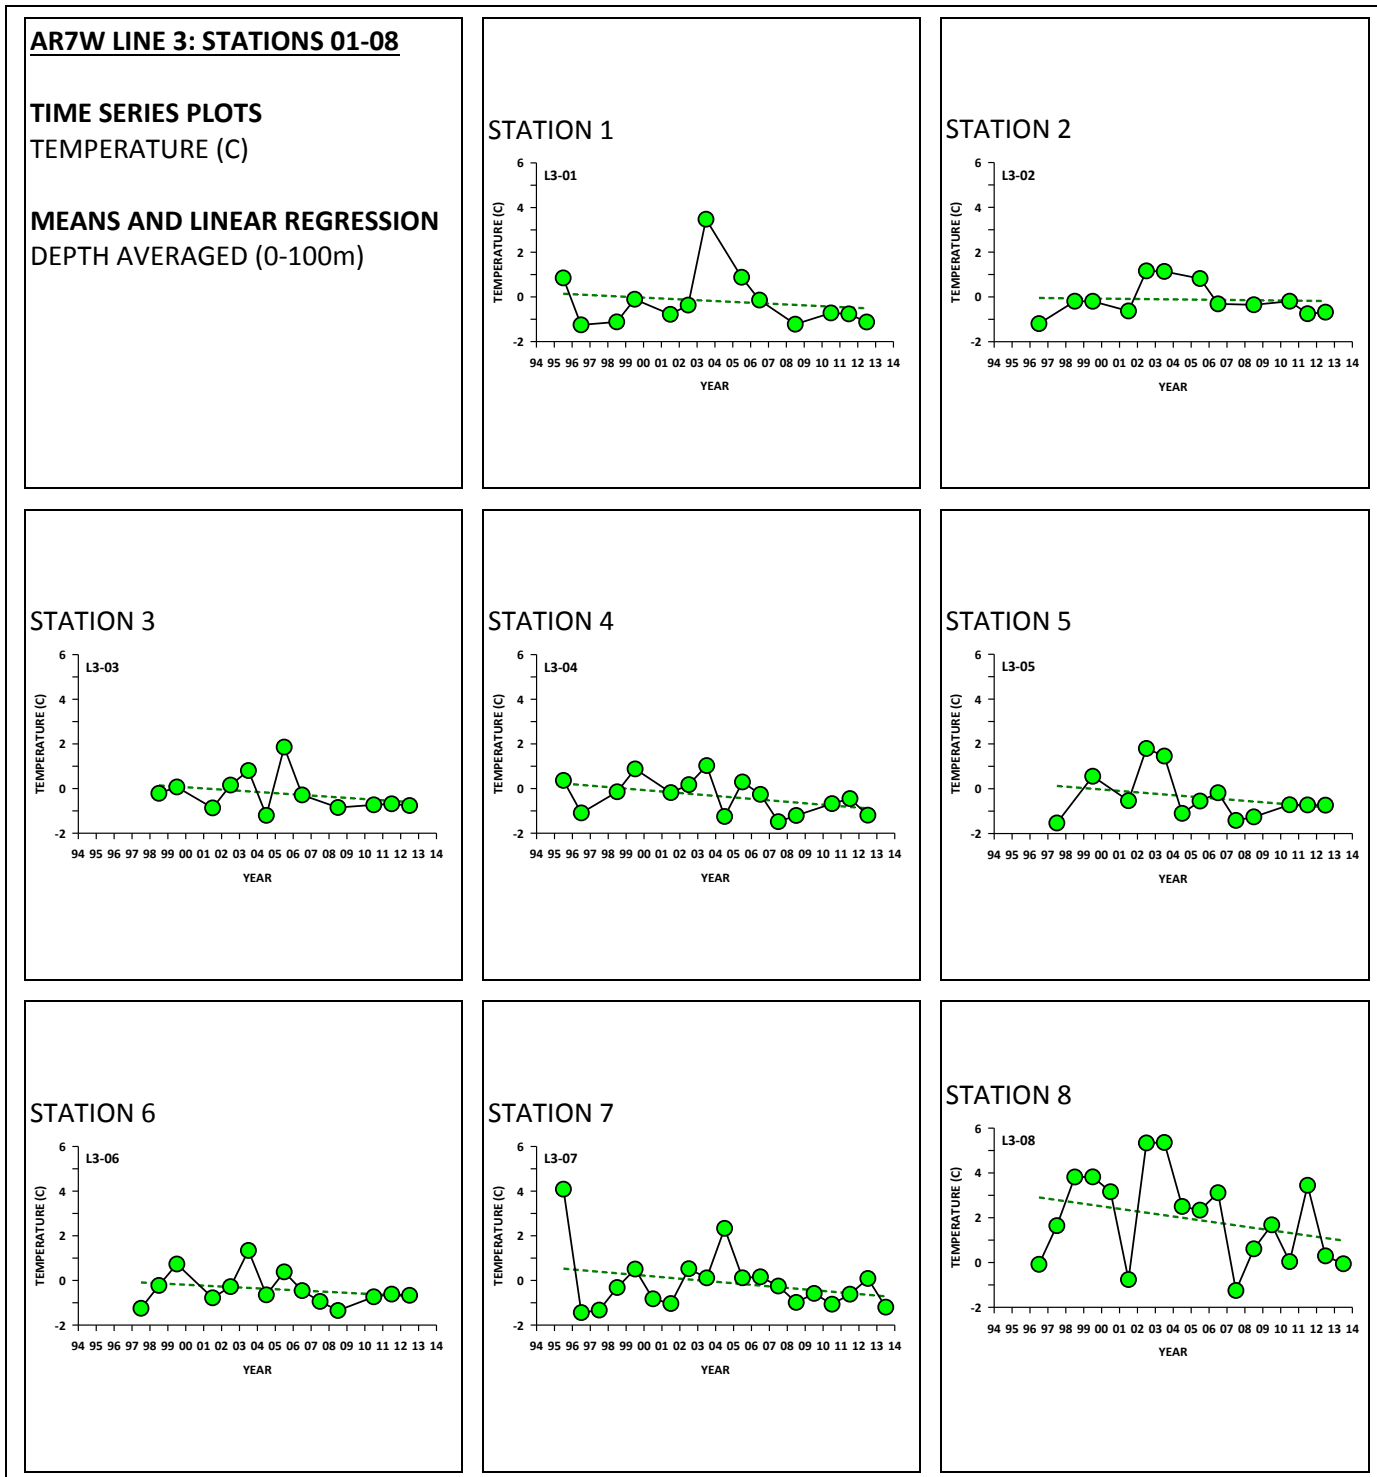 AR7W LINE 3: STATIONS 01-08
TIME SERIES PLOTS
TEMPERATURE (C)
MEANS AND LINEAR REGRESSION
DEPTH AVERAGED (0-100m)
STATION 1
L3-01
TEMPERATURE (C)
6
4
2
0
-2
94 95 96 97 98 99 00 01 02 03 04 05 06 07 08 09 10 11 12 13 14
YEAR
STATION 2
L3-02
TEMPERATURE (C)
6
4
2
0
-2
94 95 96 97 98 99 00 01 02 03 04 05 06 07 08 09 10 11 12 13 14
YEAR
STATION 3
L3-03
TEMPERATURE (C)
6
4
2
0
-2
94 95 96 97 98 99 00 01 02 03 04 05 06 07 08 09 10 11 12 13 14
YEAR
STATION 4
L3-04
TEMPERATURE (C)
6
4
2
0
-2
94 95 96 97 98 99 00 01 02 03 04 05 06 07 08 09 10 11 12 13 14
YEAR
STATION 5
L3-05
TEMPERATURE (C)
6
4
2
0
-2
94 95 96 97 98 99 00 01 02 03 04 05 06 07 08 09 10 11 12 13 14
YEAR
STATION 6
L3-06
TEMPERATURE (C)
6
4
2
0
-2
94 95 96 97 98 99 00 01 02 03 04 05 06 07 08 09 10 11 12 13 14
YEAR
STATION 7
L3-07
TEMPERATURE (C)
6
4
2
0
-2
94 95 96 97 98 99 00 01 02 03 04 05 06 07 08 09 10 11 12 13 14
YEAR
STATION 8
L3-08
TEMPERATURE (C)
6
4
2
0
-2
94 95 96 97 98 99 00 01 02 03 04 05 06 07 08 09 10 11 12 13 14
YEAR